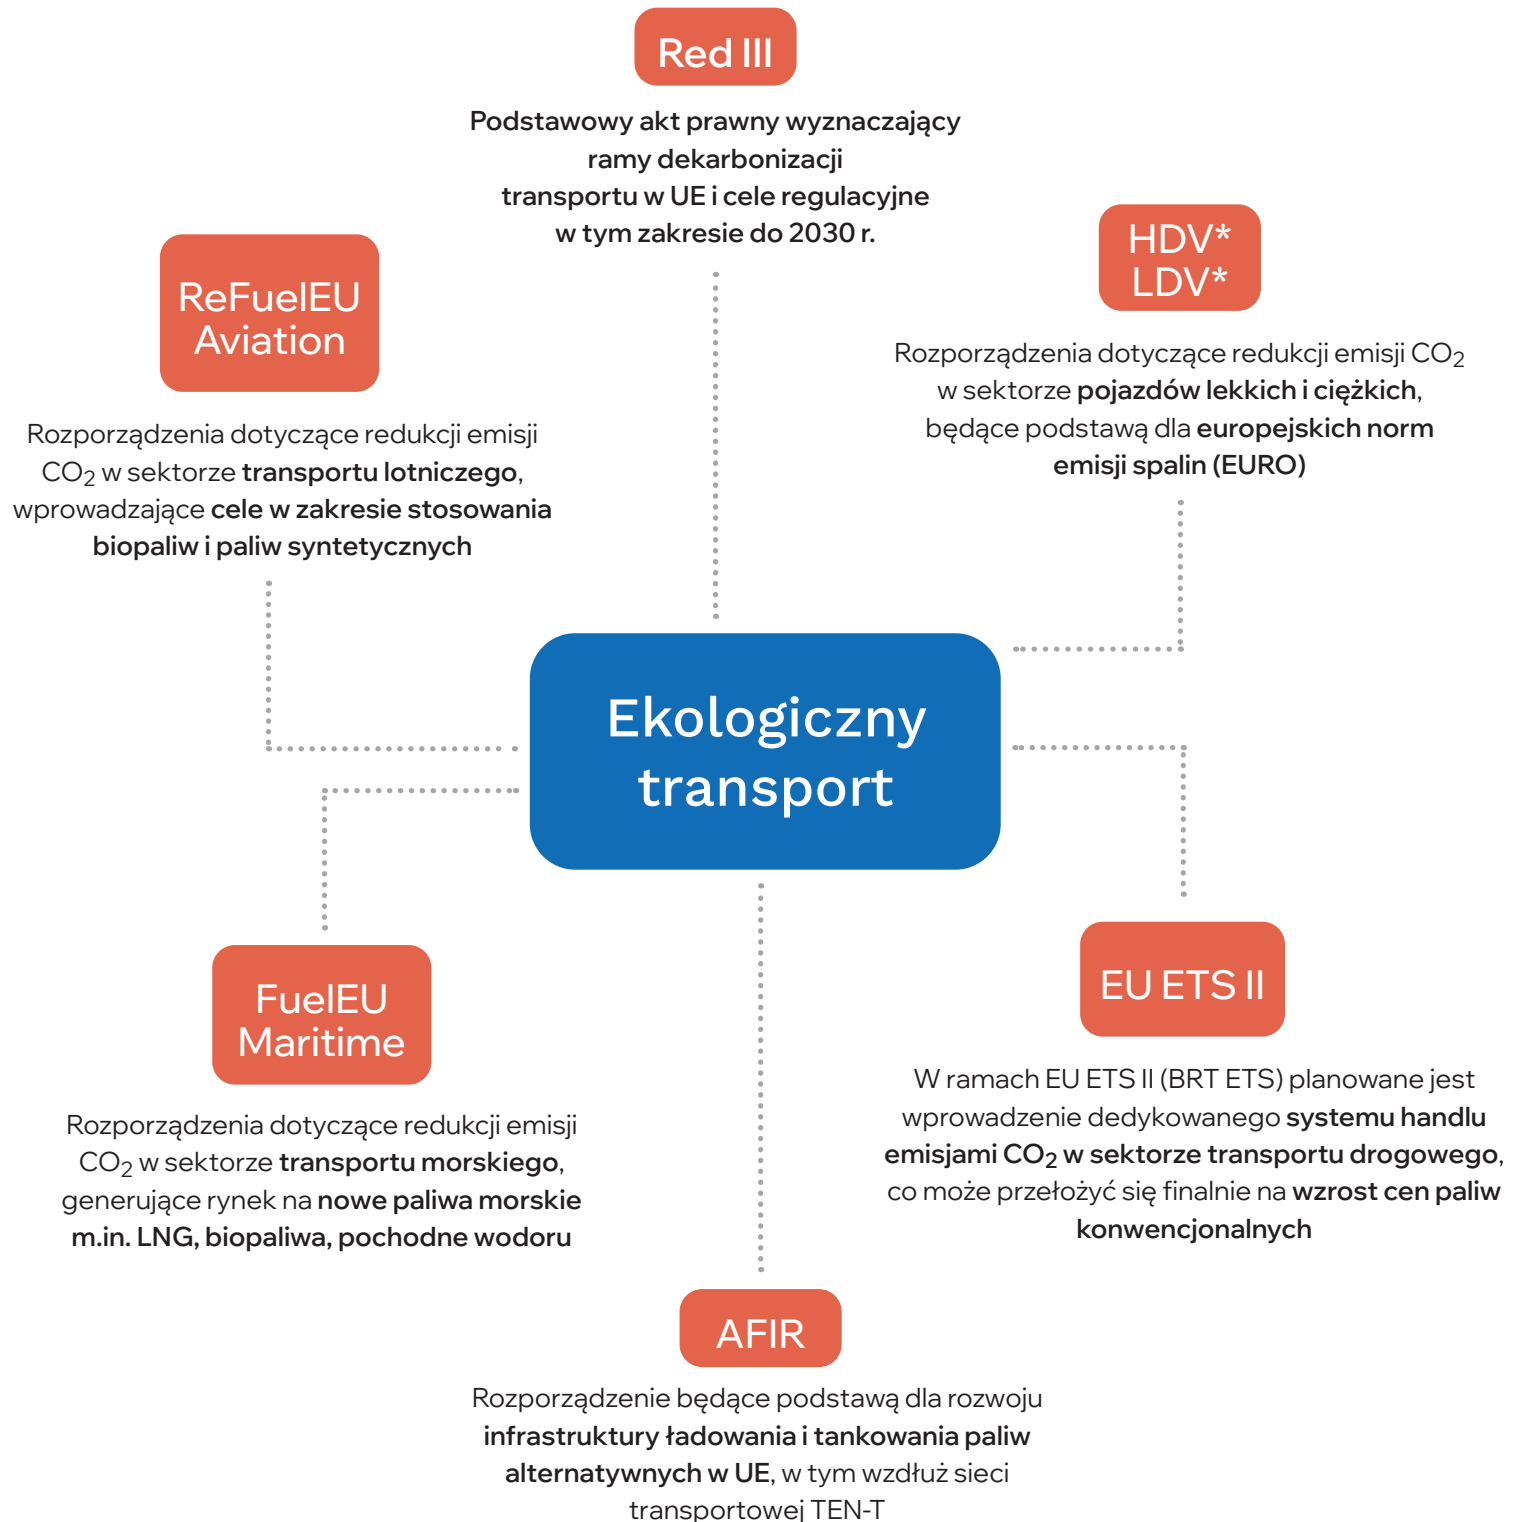 Red III
Podstawowy akt prawny wyznaczający
ramy dekarbonizacji
transportu w UE i cele regulacyjne
w tym zakresie do 2030 r.
HDV*
LDV*
Rozporządzenia dotyczące redukcji emisji CO₂
w sektorze pojazdów lekkich i ciężkich,
będące podstawą dla europejskich norm
emisji spalin (EURO)
ReFuelEU
Aviation
Rozporządzenia dotyczące redukcji emisji
CO₂ w sektorze transportu lotniczego,
wprowadzające cele w zakresie stosowania
biopaliw i paliw syntetycznych
Ekologiczny
transport
FuelEU
Maritime
Rozporządzenia dotyczące redukcji emisji
CO₂ w sektorze transportu morskiego,
generujące rynek na nowe paliwa morskie
m.in. LNG, biopaliwa, pochodne wodoru
EU ETS II
W ramach EU ETS II (BRT ETS) planowane jest
wprowadzenie dedykowanego systemu handlu
emisjami CO₂ w sektorze transportu drogowego,
co może przełożyć się finalnie na wzrost cen paliw
konwencjonalnych
AFIR
Rozporządzenie będące podstawą dla rozwoju
infrastruktury ładowania i tankowania paliw
alternatywnych w UE, w tym wzdłuż sieci
transportowej TEN-T